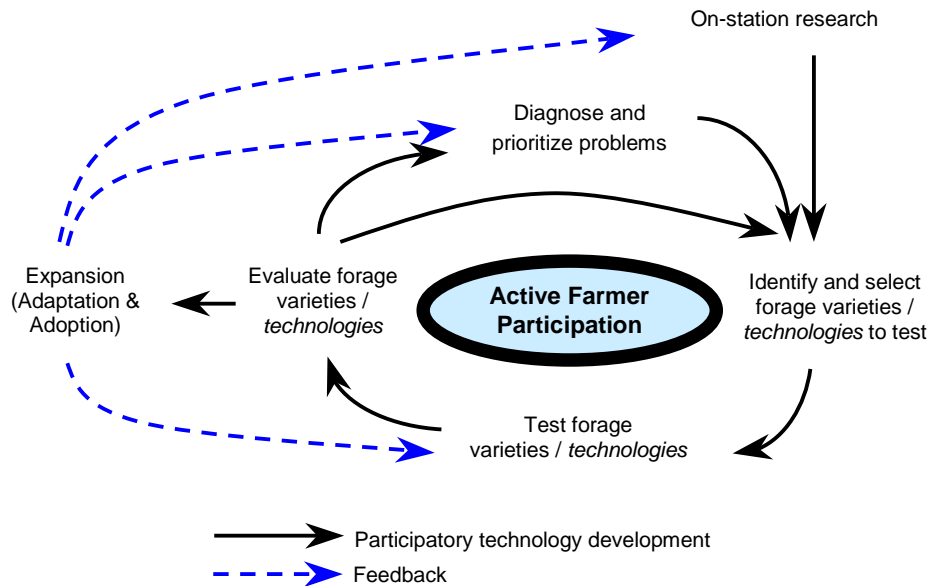 On-station research
Diagnose and
prioritize problems
Expansion
(Adaptation &
Adoption)
Evaluate forage
varieties /
technologies
Active Farmer
Participation
Identify and select
forage varieties /
technologies to test
Test forage
varieties / technologies
Participatory technology development
Feedback